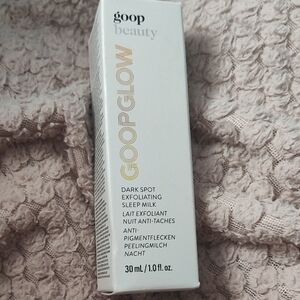 goop
beauty
GOOPGLOW
DARK SPOT
EXFOLIATING
SLEEP MILK
LAIT EXFOLIANT
NUIT ANTI-TACHES
ANTI-
PIGMENTFLECKEN
PEELINGMILCH
NACHT
30 mL / 1.0 fl. oz.